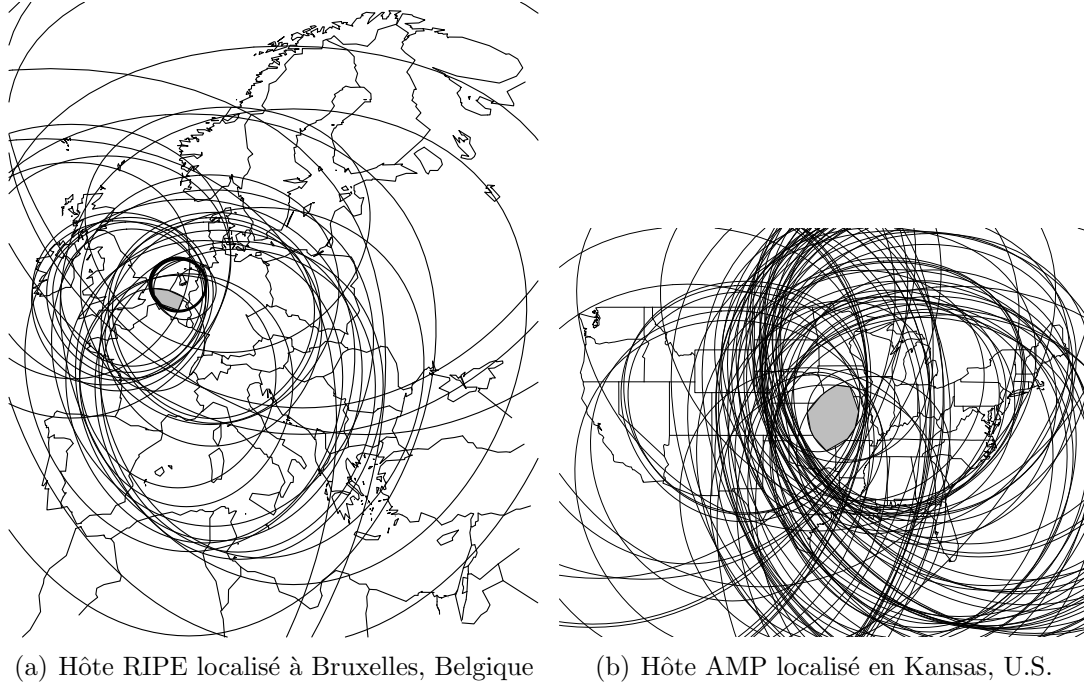 (a) Hôte RIPE localisé à Bruxelles, Belgique
(b) Hôte AMP localisé en Kansas, U.S.